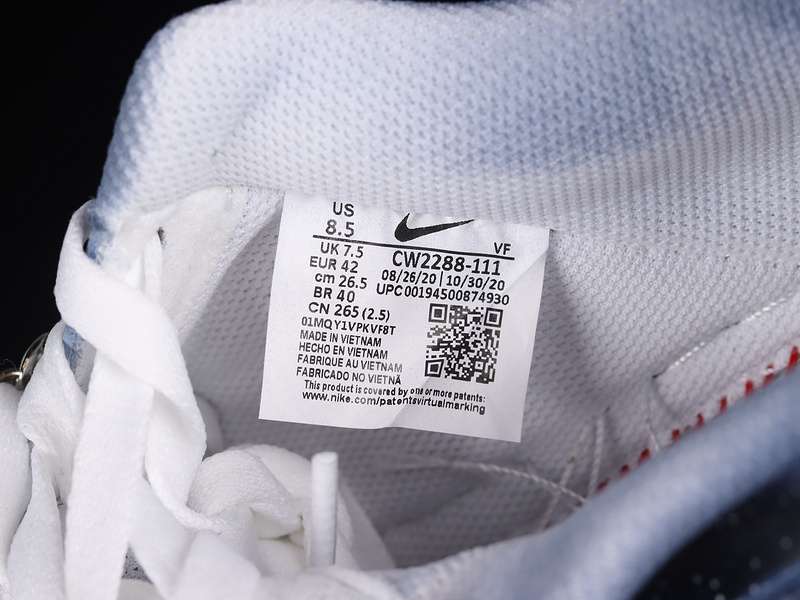 US
8.5
VF
UK 7.5
CW2288-111
EUR 42
08/26/20 | 10/30/20
cm 26.5
UPC00194500874930
BR 40
CN 265 (2.5)
01MQY1VPKVF8T
MADE IN VIETNAM
HECHO EN VIETNAM
FABRIQUE AU VIETNAM
FABRICADO NO VIETNÃ
This product is covered by one or more patents:
www.nike.com/patentsvirtualmarking